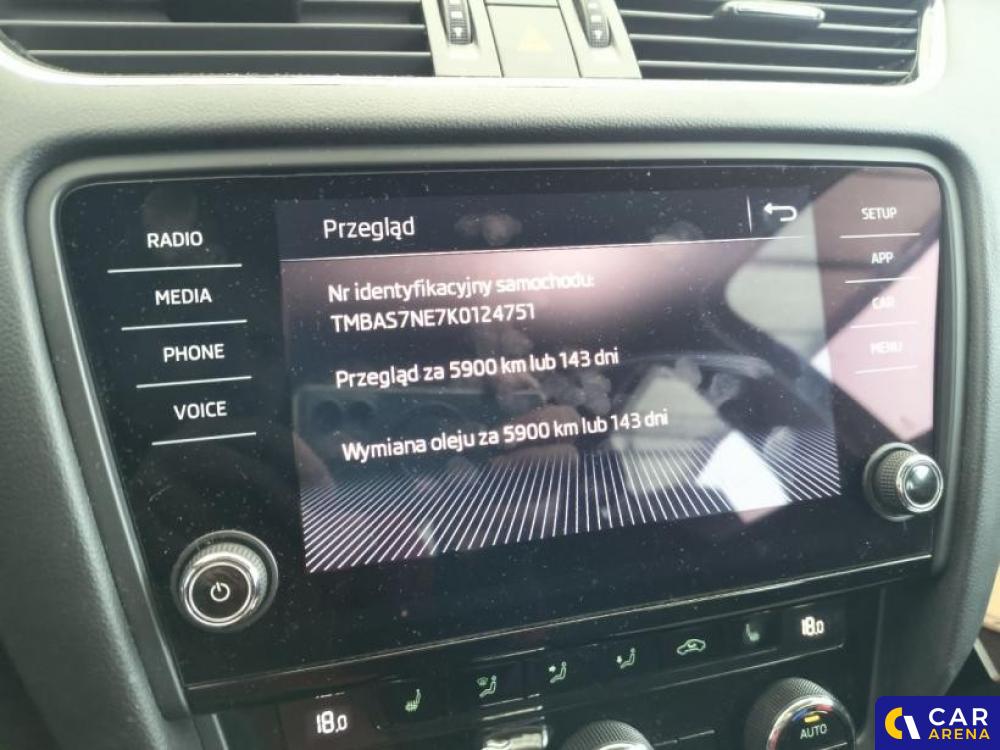 Przegląd
SETUP
RADIO
APP
Nr identyfikacyjny samochodu:
TMBAS7NE7K0124751
MEDIA
CAR
PHONE
MENU
Przegląd za 5900 km lub 143 dni
VOICE
Wymiana oleju za 5900 km lub 143 dni
18.0
18.0
AUTO
CAR
ARENA